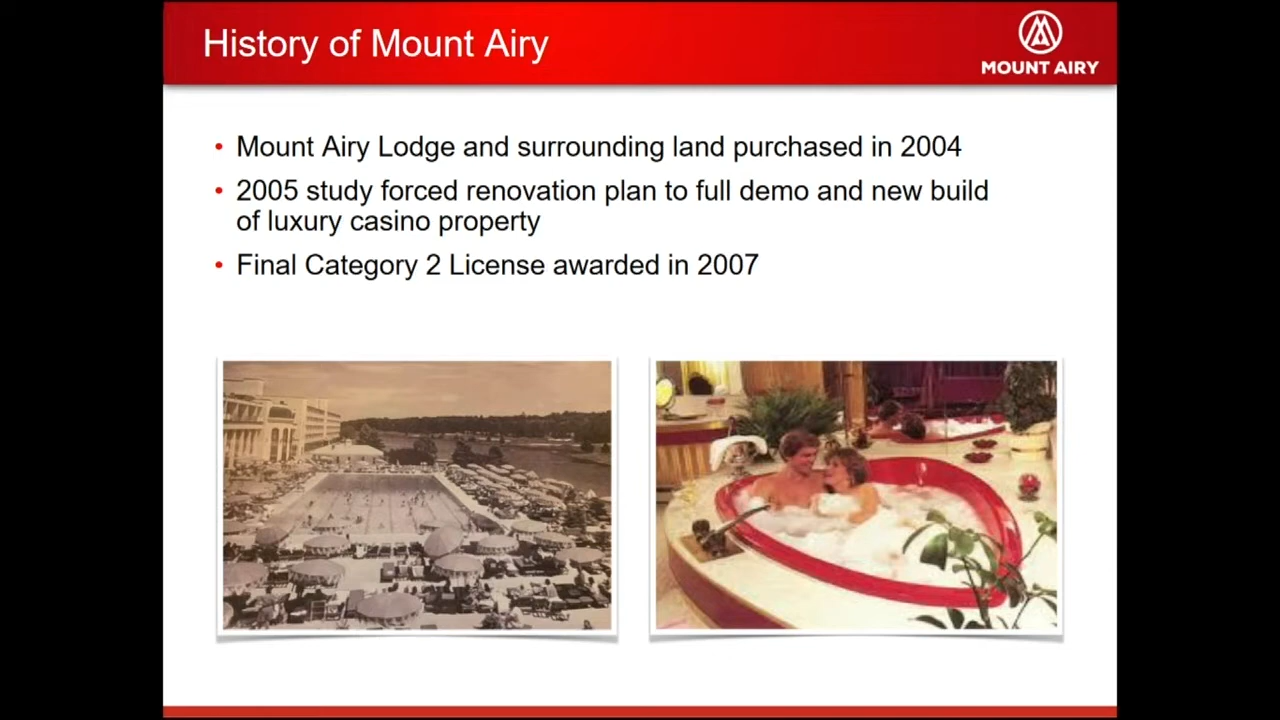 History of Mount Airy
MOUNT AIRY
• Mount Airy Lodge and surrounding land purchased in 2004
• 2005 study forced renovation plan to full demo and new build
of luxury casino property
• Final Category 2 License awarded in 2007